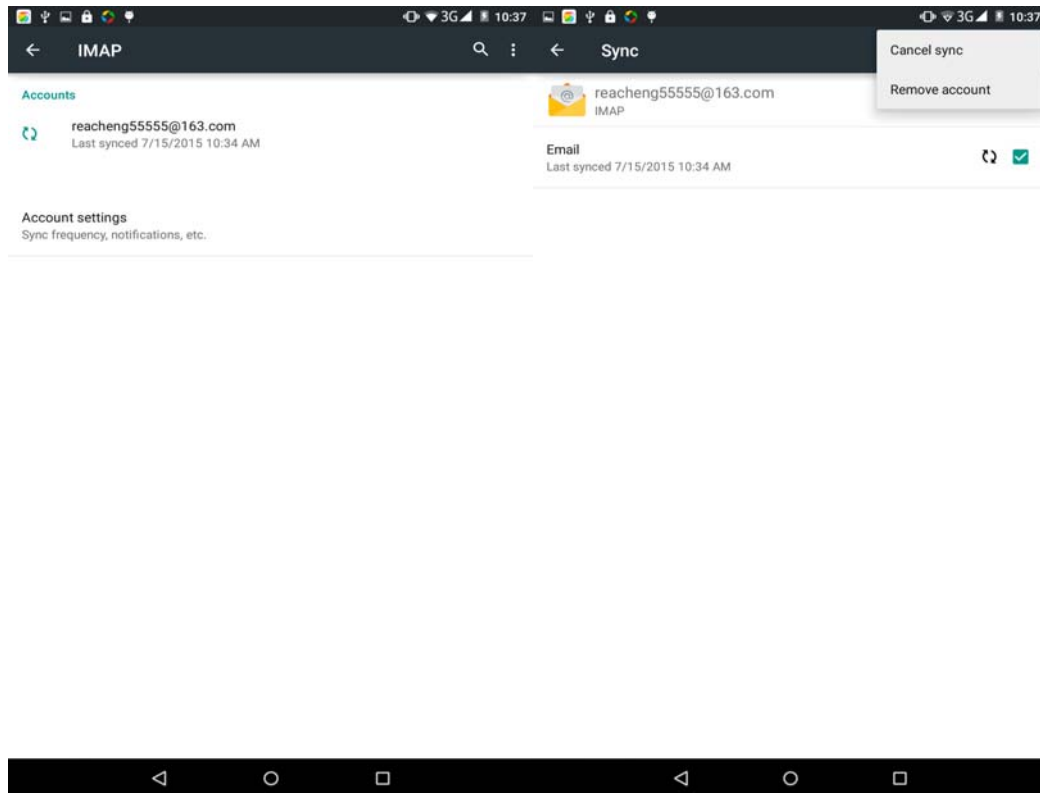 3G 10:37
IMAP
Accounts
reacheng55555@163.com
Last synced 7/15/2015 10:34 AM
Account settings
Sync frequency, notifications, etc.
3G 10:37
Sync
Cancel sync
Remove account
reacheng55555@163.com
IMAP
Email
Last synced 7/15/2015 10:34 AM